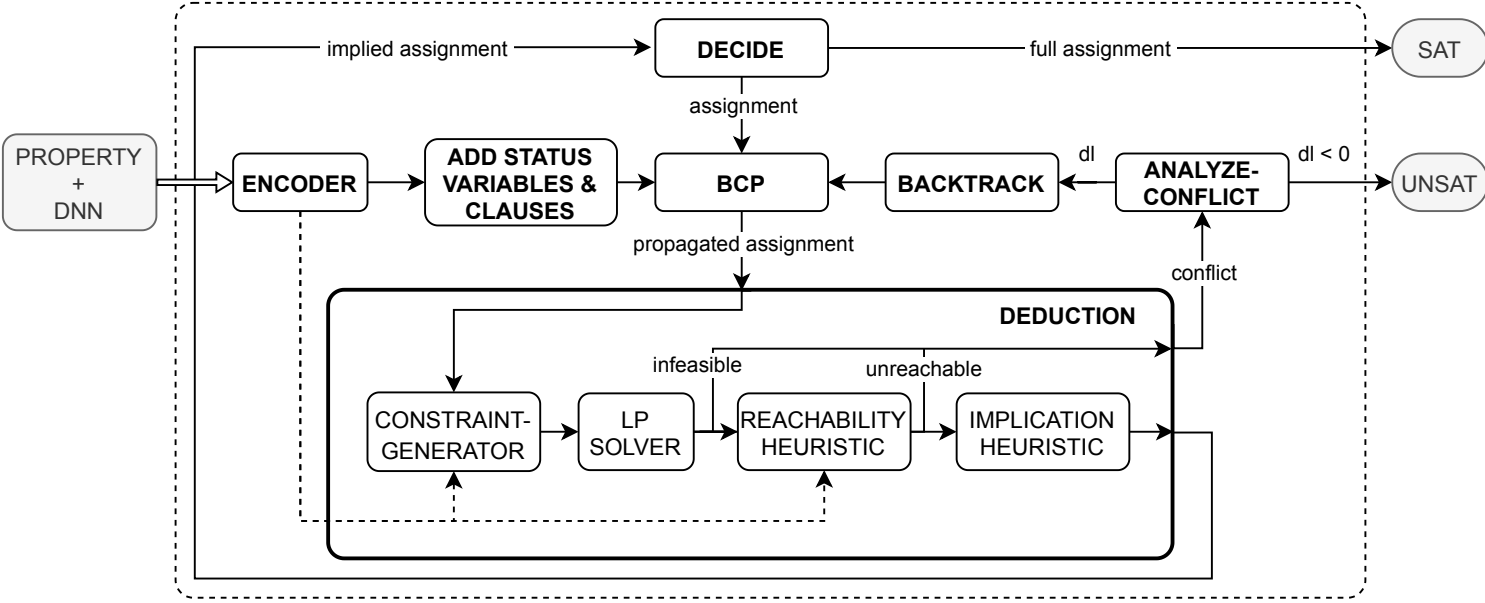 implied assignment
DECIDE
full assignment
SAT
assignment
PROPERTY
+
DNN
ENCODER
ADD STATUS
VARIABLES &
CLAUSES
BCP
BACKTRACK
dl
ANALYZE-
CONFLICT
dl < 0
UNSAT
propagated assignment
conflict
DEDUCTION
infeasible
unreachable
CONSTRAINT-
GENERATOR
LP
SOLVER
REACHABILITY
HEURISTIC
IMPLICATION
HEURISTIC